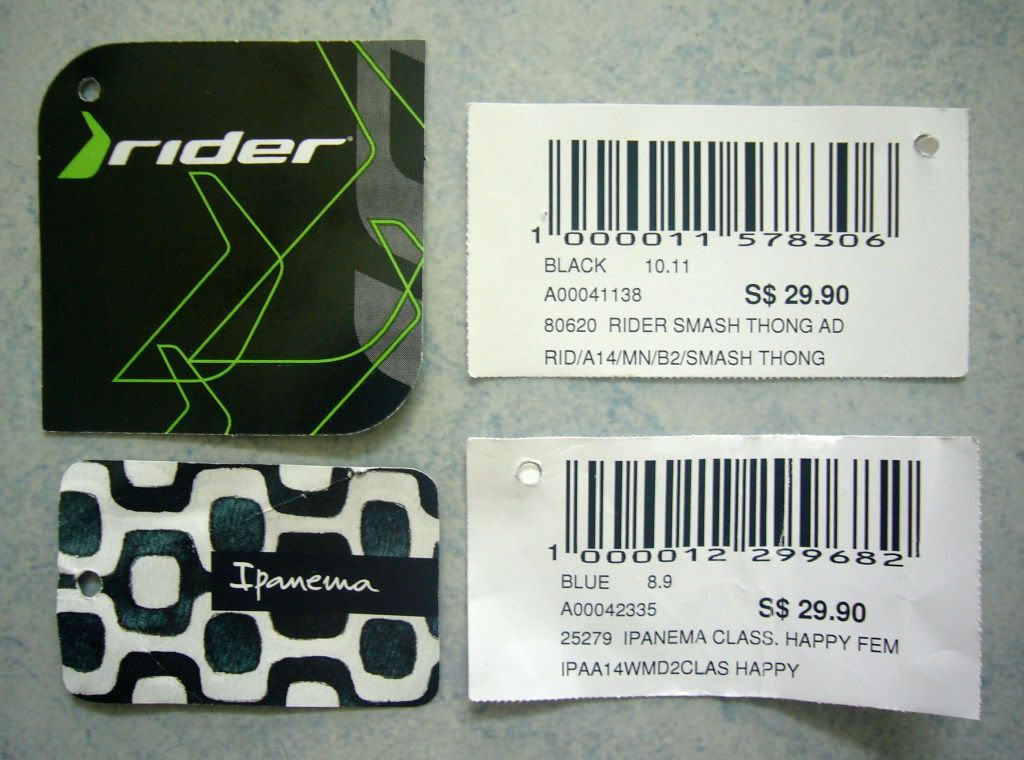 rider
1 000011 578306
BLACK 10.11
A00041138 S$ 29.90
80620 RIDER SMASH THONG AD
RID/A14/MN/B2/SMASH THONG
Ipanema
1 000012 299682
BLUE 8.9
A00042335 S$ 29.90
25279 IPANEMA CLASS. HAPPY FEM
IPAA14WMD2CLAS HAPPY